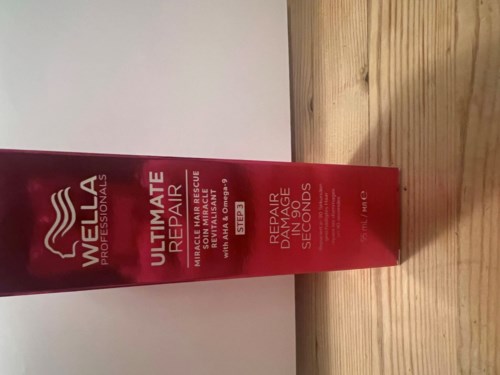 WELLA
PROFESSIONALS
ULTIMATE
REPAIR
MIRACLE HAIR RESCUE
SOIN MIRACLE
REVITALISANT
with AHA & Omega-9
STEP 3
REPAIR
DAMAGE
IN 90
SECONDS